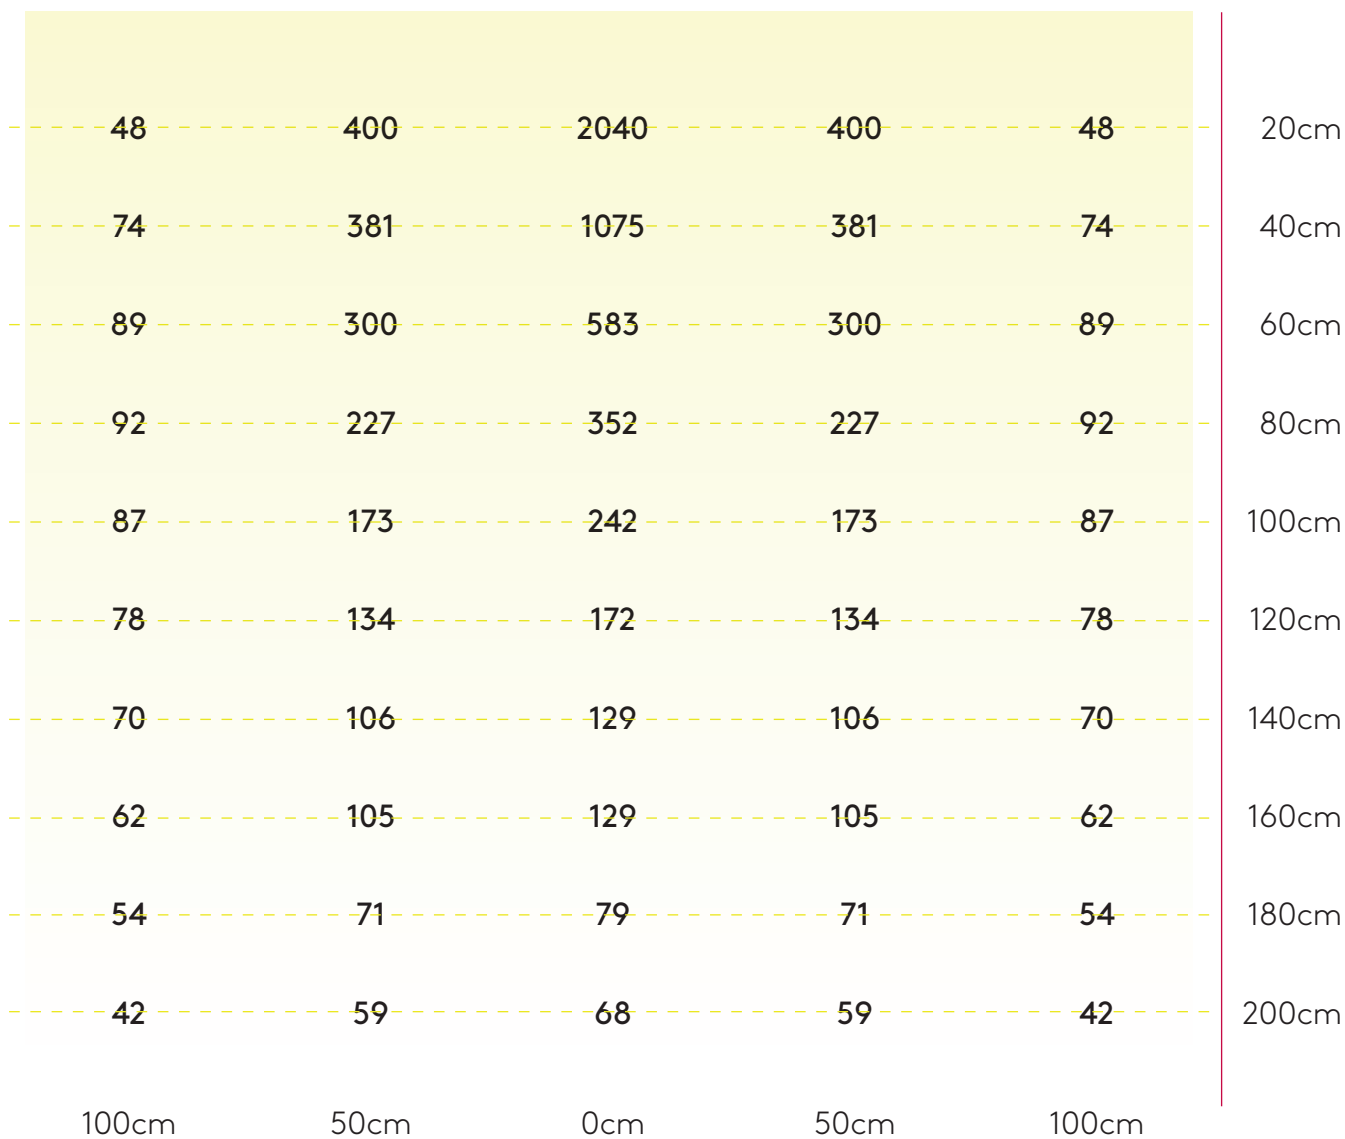 48 400 2040 400 48 20cm
74 381 1075 381 74 40cm
89 300 583 300 89 60cm
92 227 352 227 92 80cm
87 173 242 173 87 100cm
78 134 172 134 78 120cm
70 106 129 106 70 140cm
62 105 129 105 62 160cm
54 71 79 71 54 180cm
42 59 68 59 42 200cm
100cm 50cm 0cm 50cm 100cm